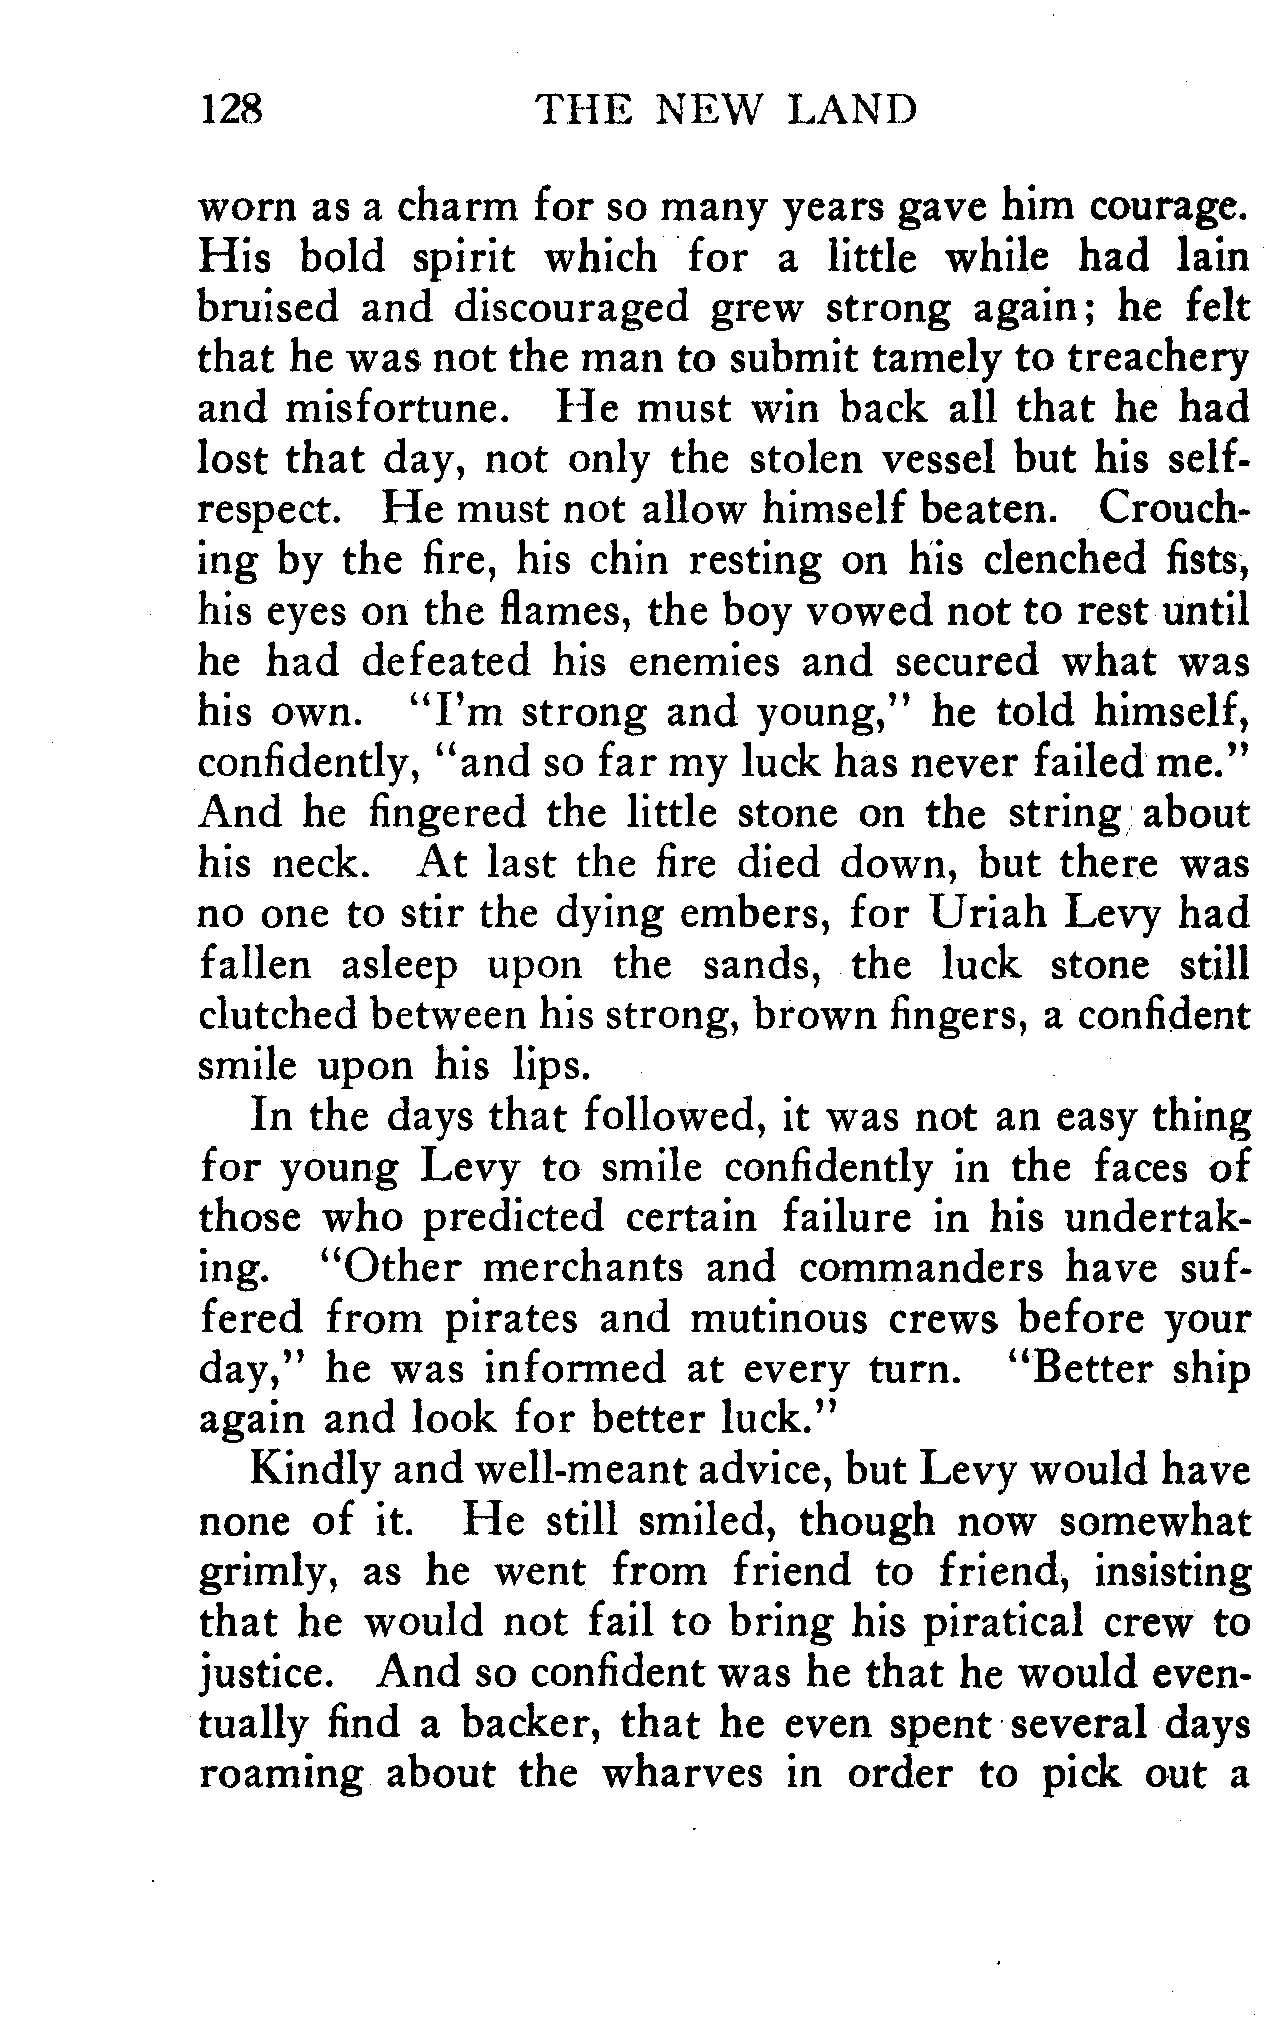 128 THE NEW LAND
worn as a charm for so many years gave him courage.
His bold spirit which for a little while had lain
bruised and discouraged grew strong again; he felt
that he was not the man to submit tamely to treachery
and misfortune. He must win back all that he had
lost that day, not only the stolen vessel but his self-
respect. He must not allow himself beaten. Crouch-
ing by the fire, his chin resting on his clenched fists,
his eyes on the flames, the boy vowed not to rest until
he had defeated his enemies and secured what was
his own. "I'm strong and young," he told himself,
confidently, "and so far my luck has never failed me."
And he fingered the little stone on the string about
his neck. At last the fire died down, but there was
no one to stir the dying embers, for Uriah Levy had
fallen asleep upon the sands, the luck stone still
clutched between his strong, brown fingers, a confident
smile upon his lips.
In the days that followed, it was not an easy thing
for young Levy to smile confidently in the faces of
those who predicted certain failure in his undertak-
ing. "Other merchants and commanders have suf-
fered from pirates and mutinous crews before your
day," he was informed at every turn. "Better ship
again and look for better luck."
Kindly and well-meant advice, but Levy would have
none of it. He still smiled, though now somewhat
grimly, as he went from friend to friend, insisting
that he would not fail to bring his piratical crew to
justice. And so confident was he that he would even-
tually find a backer, that he even spent several days
roaming about the wharves in order to pick out a